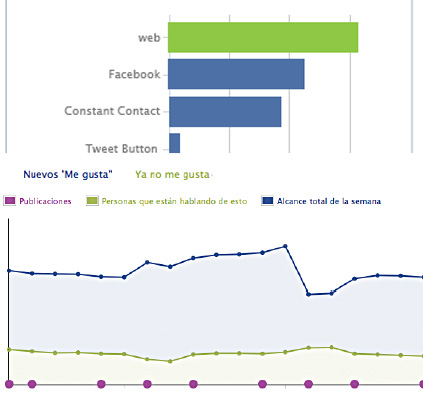 web
Facebook
Constant Contact
Tweet Button
Nuevos "Me gusta" Ya no me gusta
Publicaciones Personas que están hablando de esto Alcance total de la semana